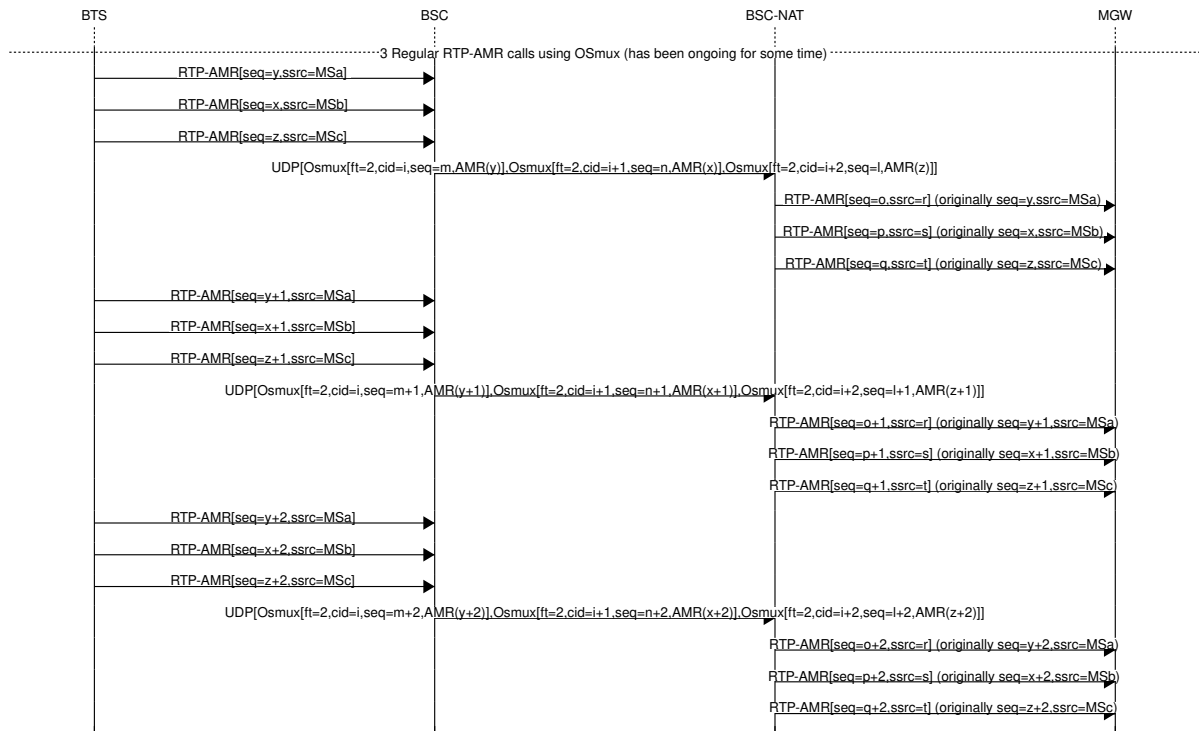 BTS BSC BSC-NAT MGW
3 Regular RTP-AMR calls using OSmux (has been ongoing for some time)
RTP-AMR[seq=y,ssrc=MSa]
RTP-AMR[seq=x,ssrc=MSb]
RTP-AMR[seq=z,ssrc=MSc]
UDP[Osmux[ft=2,cid=i,seq=m,AMR(y)],Osmux[ft=2,cid=i+1,seq=n,AMR(x)],Osmux[ft=2,cid=i+2,seq=l,AMR(z)]]
RTP-AMR[seq=o,ssrc=r] (originally seq=y,ssrc=MSa)
RTP-AMR[seq=p,ssrc=s] (originally seq=x,ssrc=MSb)
RTP-AMR[seq=q,ssrc=t] (originally seq=z,ssrc=MSc)
RTP-AMR[seq=y+1,ssrc=MSa]
RTP-AMR[seq=x+1,ssrc=MSb]
RTP-AMR[seq=z+1,ssrc=MSc]
UDP[Osmux[ft=2,cid=i,seq=m+1,AMR(y+1)],Osmux[ft=2,cid=i+1,seq=n+1,AMR(x+1)],Osmux[ft=2,cid=i+2,seq=l+1,AMR(z+1)]]
RTP-AMR[seq=o+1,ssrc=r] (originally seq=y+1,ssrc=MSa)
RTP-AMR[seq=p+1,ssrc=s] (originally seq=x+1,ssrc=MSb)
RTP-AMR[seq=q+1,ssrc=t] (originally seq=z+1,ssrc=MSc)
RTP-AMR[seq=y+2,ssrc=MSa]
RTP-AMR[seq=x+2,ssrc=MSb]
RTP-AMR[seq=z+2,ssrc=MSc]
UDP[Osmux[ft=2,cid=i,seq=m+2,AMR(y+2)],Osmux[ft=2,cid=i+1,seq=n+2,AMR(x+2)],Osmux[ft=2,cid=i+2,seq=l+2,AMR(z+2)]]
RTP-AMR[seq=o+2,ssrc=r] (originally seq=y+2,ssrc=MSa)
RTP-AMR[seq=p+2,ssrc=s] (originally seq=x+2,ssrc=MSb)
RTP-AMR[seq=q+2,ssrc=t] (originally seq=z+2,ssrc=MSc)